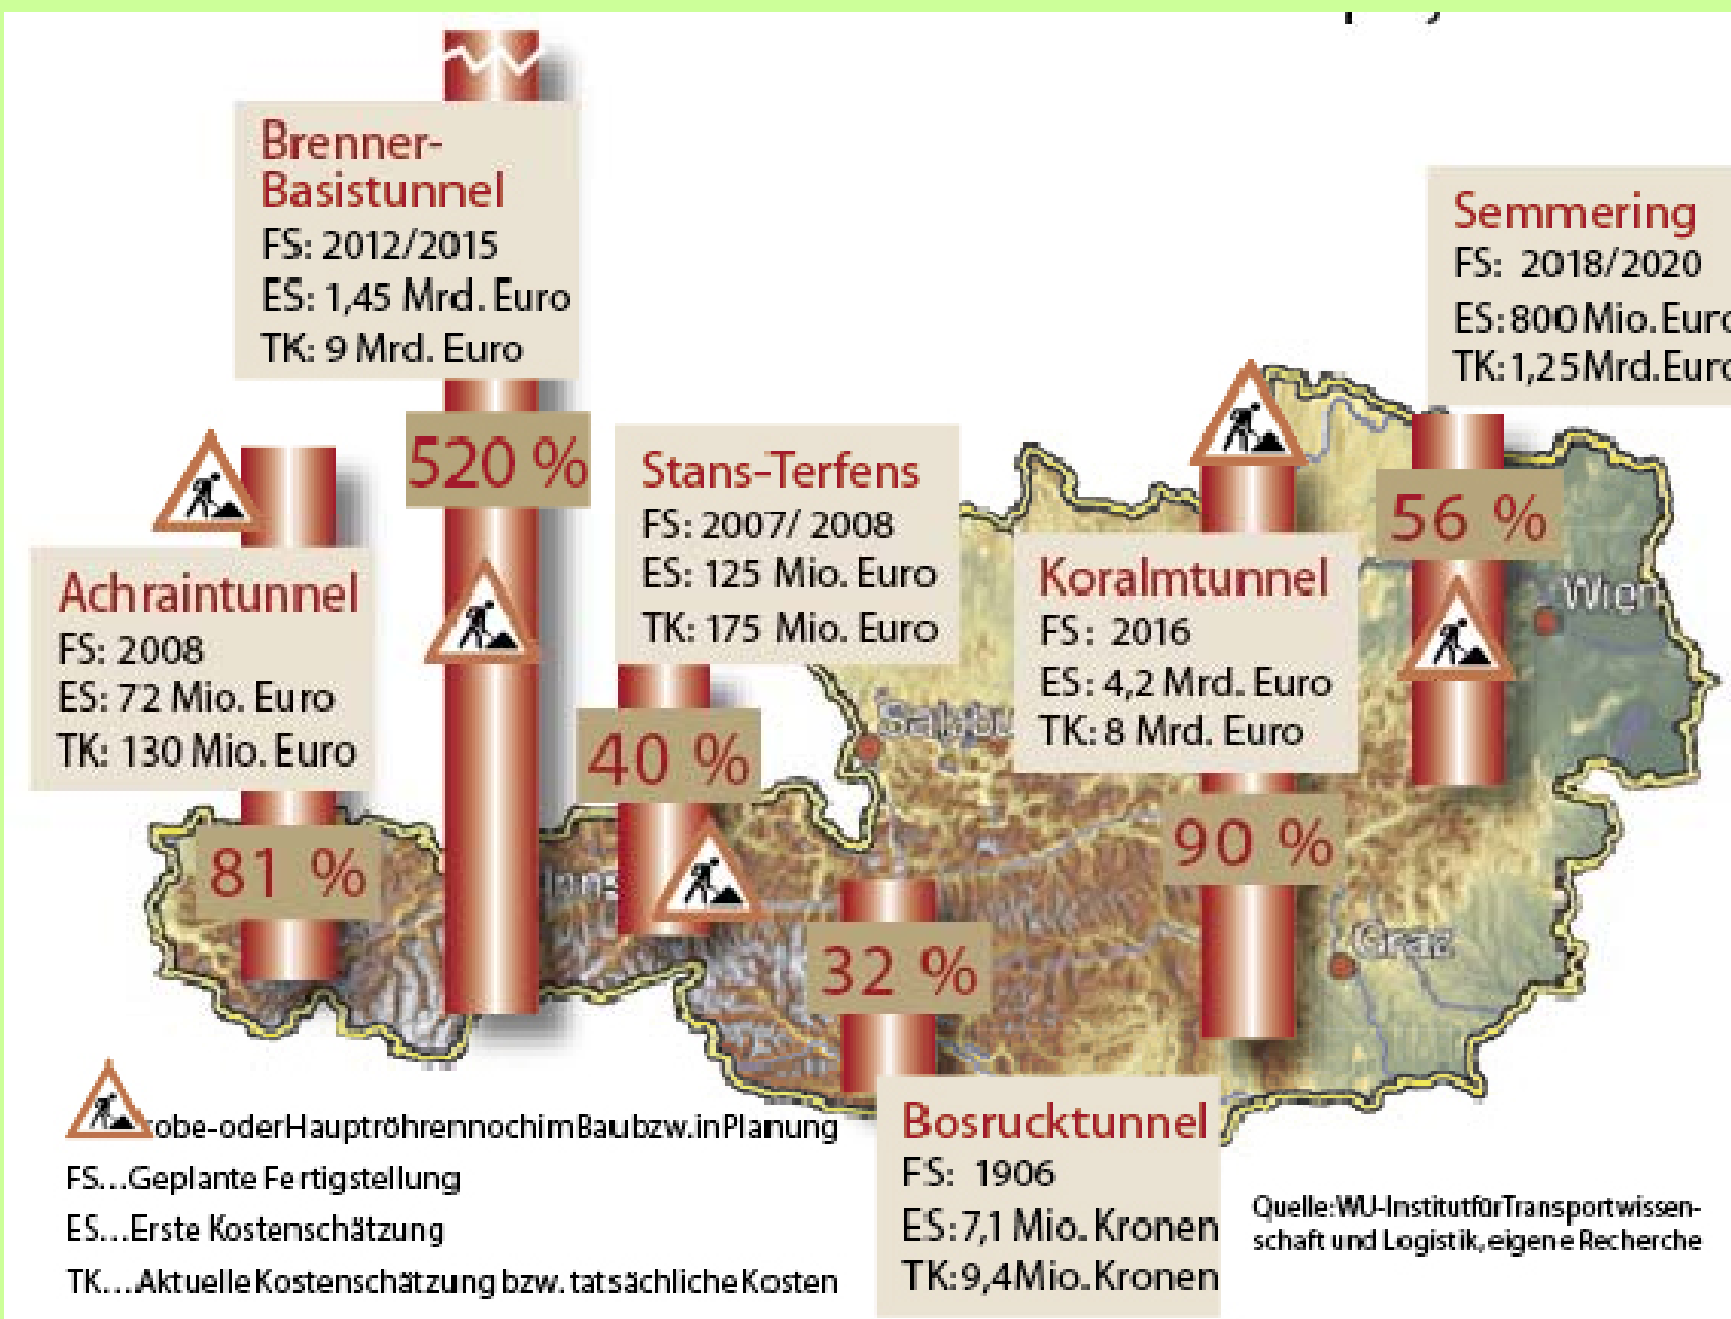 Brenner-
Basistunnel
FS: 2012/2015
ES: 1,45 Mrd. Euro
TK: 9 Mrd. Euro
520 %
Semmering
FS: 2018/2020
ES: 800 Mio. Euro
TK: 1,25 Mrd. Euro
56 %
Stans-Terfens
FS: 2007/ 2008
ES: 125 Mio. Euro
TK: 175 Mio. Euro
40 %
Achraintunnel
FS: 2008
ES: 72 Mio. Euro
TK: 130 Mio. Euro
81 %
Koralmtunnel
FS: 2016
ES: 4,2 Mrd. Euro
TK: 8 Mrd. Euro
90 %
Wien
Salzbu
Inns
Graz
32 %
Bosrucktunnel
FS: 1906
ES: 7,1 Mio. Kronen
TK: 9,4 Mio. Kronen
obe- oder Hauptröhren noch im Bau bzw. in Planung
FS...Geplante Fertigstellung
ES...Erste Kostenschätzung
TK...Aktuelle Kostenschätzung bzw. tatsächliche Kosten
Quelle: WU-Institut für Transportwissen-
schaft und Logistik, eigene Recherche